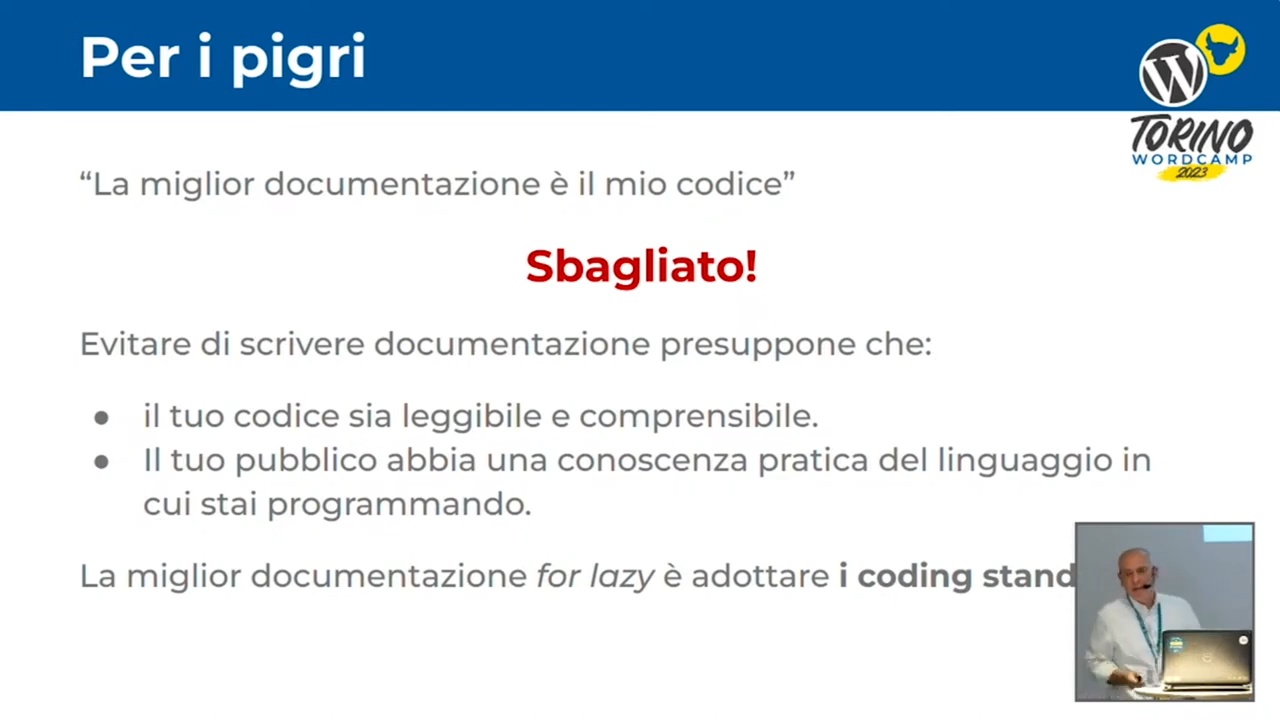 Per i pigri
W
TORINO
WORDCAMP
2023
“La miglior documentazione è il mio codice”
Sbagliato!
Evitare di scrivere documentazione presuppone che:
● il tuo codice sia leggibile e comprensibile.
● Il tuo pubblico abbia una conoscenza pratica del linguaggio in
cui stai programmando.
La miglior documentazione for lazy è adottare i coding stand